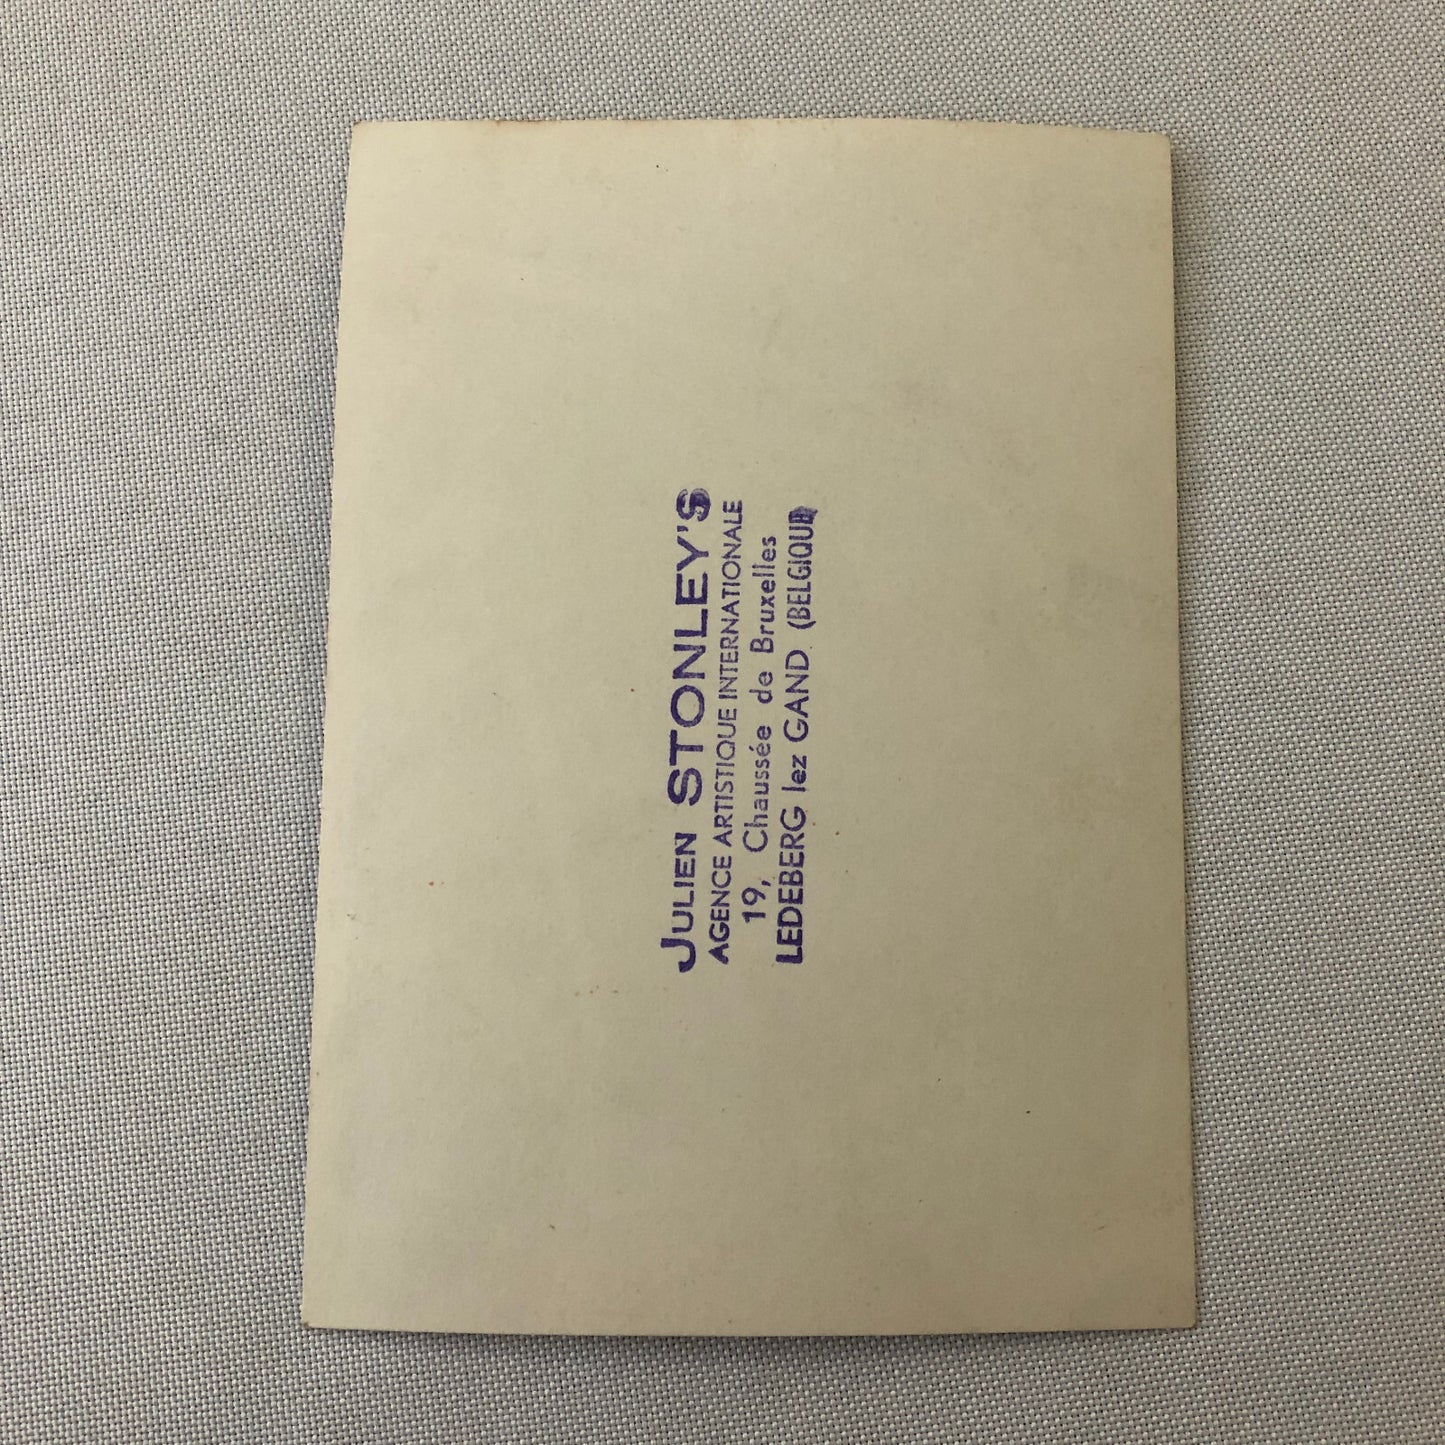 JULIEN STONLEY'S
AGENCE ARTISTIQUE INTERNATIONALE
19, Chaussée de Bruxelles
LEDEBERG lez GAND (BELGIQUE